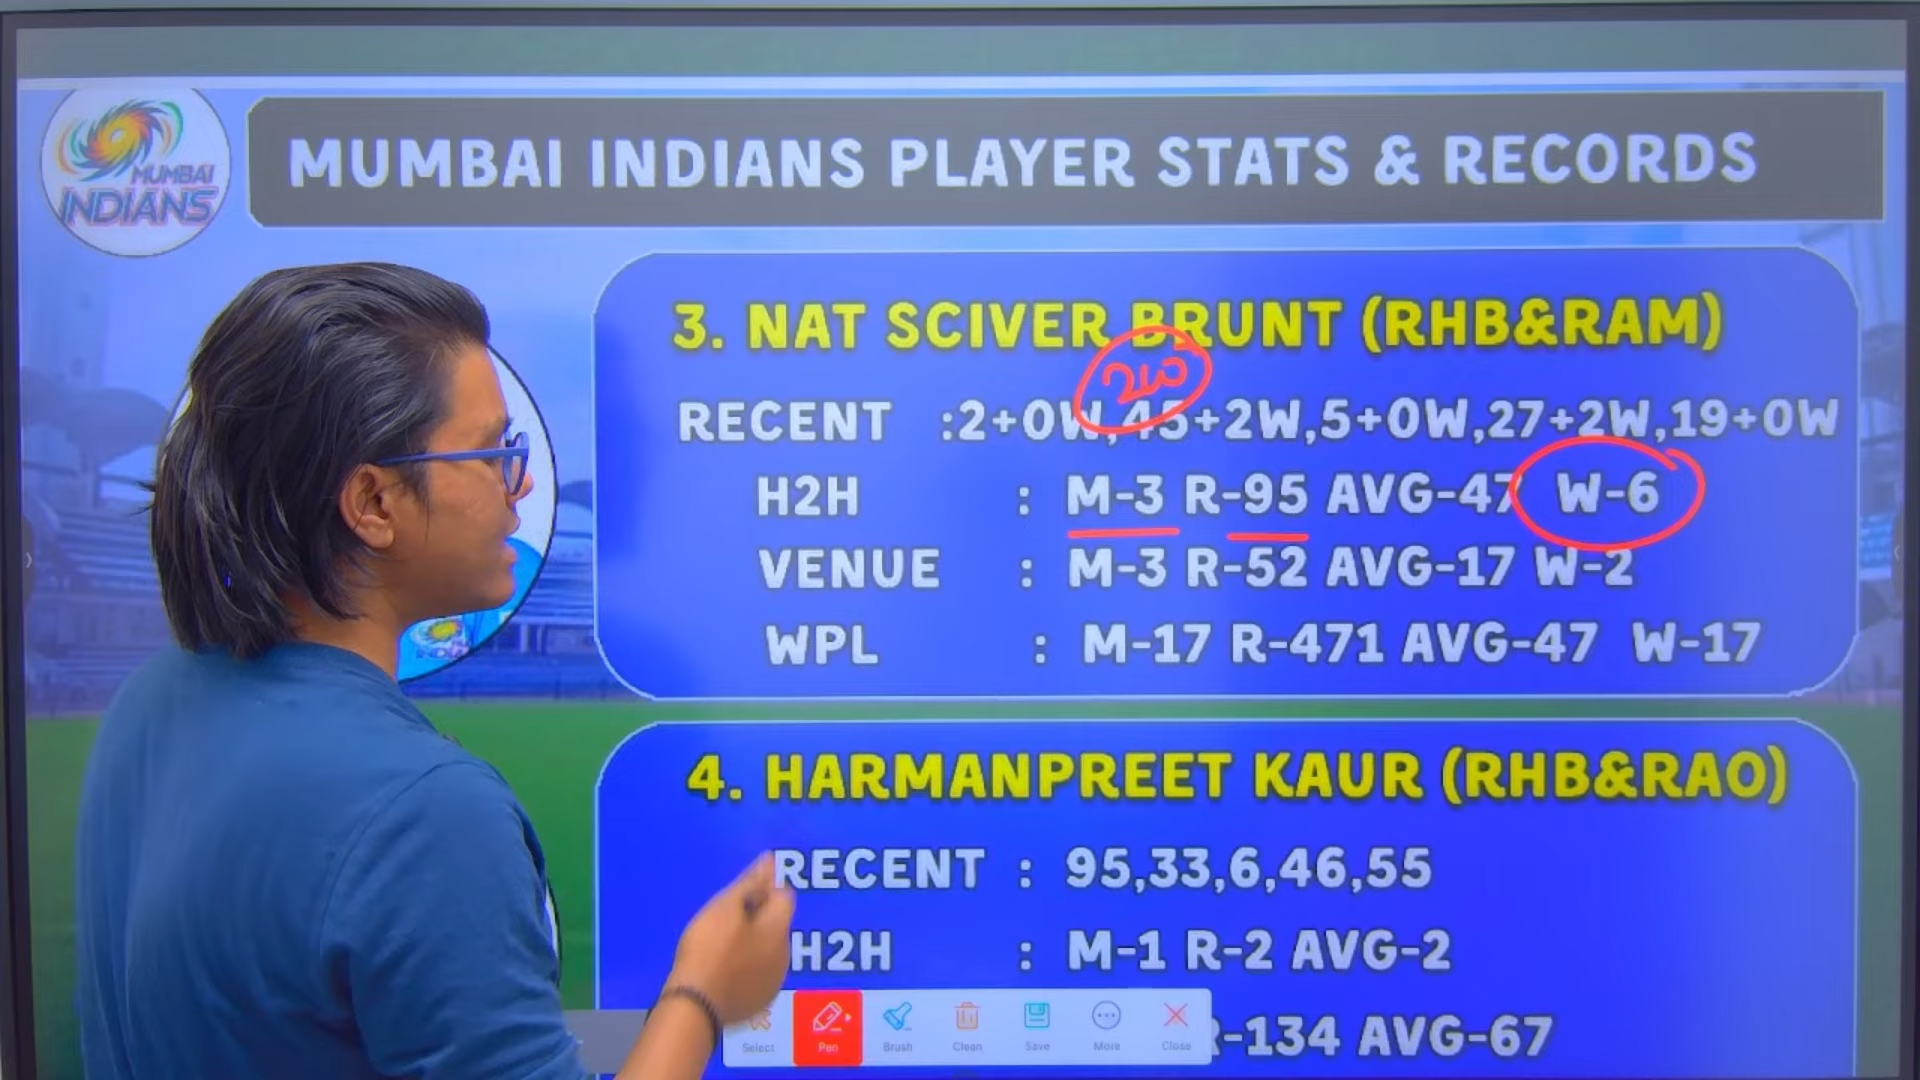 MUMBAI
INDIANS
MUMBAI INDIANS PLAYER STATS & RECORDS
3. NAT SCIVER BRUNT (RHB&RAM)
2W
RECENT :2+0W,45+2W,5+0W,27+2W,19+0W
H2H : M-3 R-95 AVG-47 W-6
VENUE : M-3 R-52 AVG-17 W-2
WPL : M-17 R-471 AVG-47 W-17
4. HARMANPREET KAUR (RHB&RAO)
RECENT : 95,33,6,46,55
H2H : M-1 R-2 AVG-2
R-134 AVG-67
Select Pen Brush Clean Save More Close